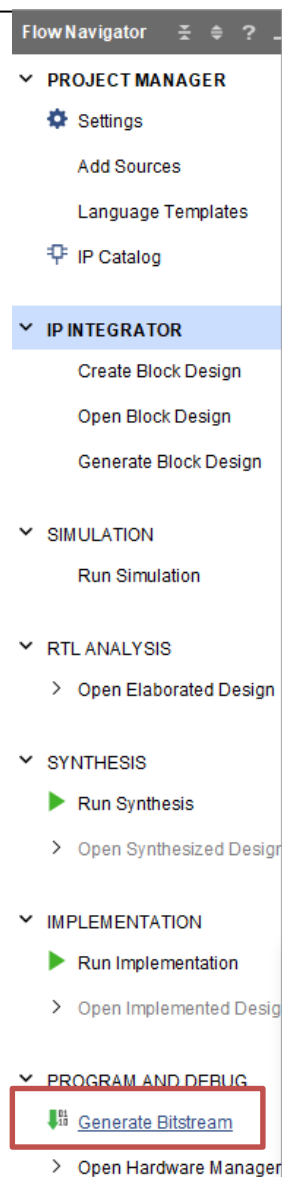 Flow Navigator ?
PROJECT MANAGER
Settings
Add Sources
Language Templates
IP Catalog
IP INTEGRATOR
Create Block Design
Open Block Design
Generate Block Design
SIMULATION
Run Simulation
RTL ANALYSIS
Open Elaborated Design
SYNTHESIS
Run Synthesis
Open Synthesized Desigr
IMPLEMENTATION
Run Implementation
Open Implemented Desig
PROGRAM AND DEBUG
Generate Bitstream
Open Hardware Manager